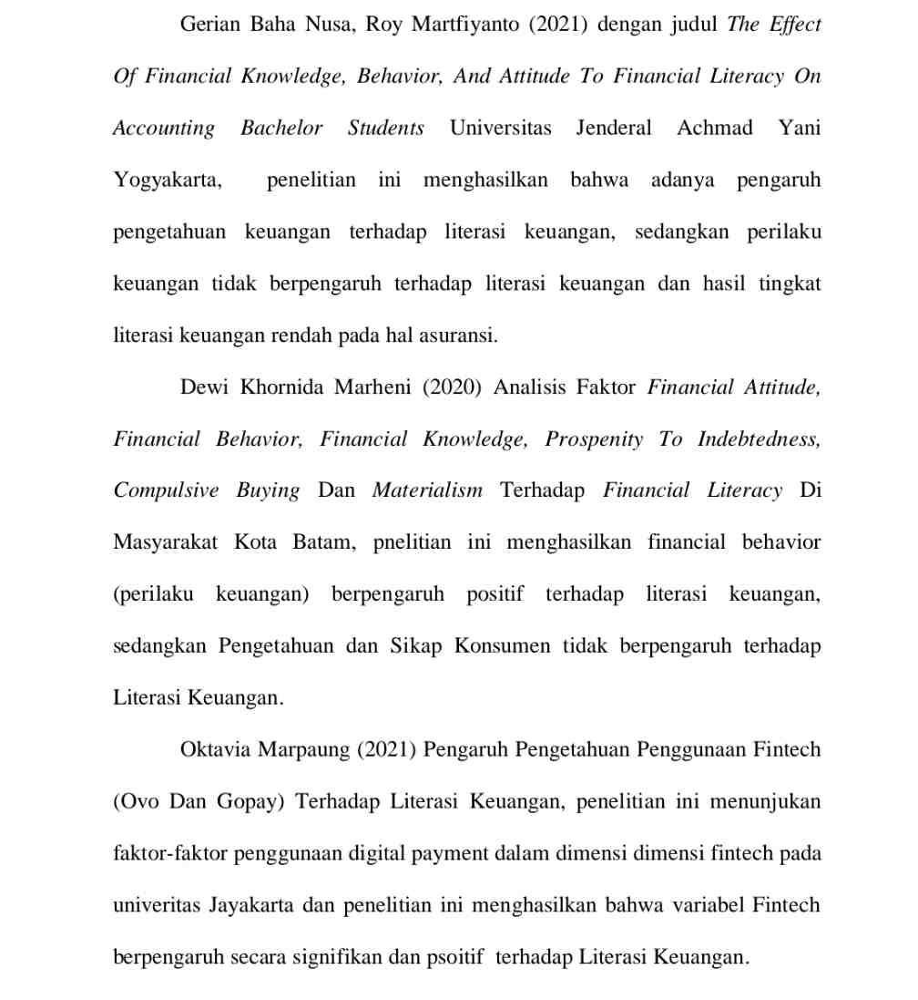 Gerian Baha Nusa, Roy Martfiyanto (2021) dengan judul The Effect
Of Financial Knowledge, Behavior, And Attitude To Financial Literacy On
Accounting Bachelor Students Universitas Jenderal Achmad Yani
Yogyakarta, penelitian ini menghasilkan bahwa adanya pengaruh
pengetahuan keuangan terhadap literasi keuangan, sedangkan perilaku
keuangan tidak berpengaruh terhadap literasi keuangan dan hasil tingkat
literasi keuangan rendah pada hal asuransi.
Dewi Khornida Marheni (2020) Analisis Faktor Financial Attitude,
Financial Behavior, Financial Knowledge, Prospenity To Indebtedness,
Compulsive Buying Dan Materialism Terhadap Financial Literacy Di
Masyarakat Kota Batam, pnelitian ini menghasilkan financial behavior
(perilaku keuangan) berpengaruh positif terhadap literasi keuangan,
sedangkan Pengetahuan dan Sikap Konsumen tidak berpengaruh terhadap
Literasi Keuangan.
Oktavia Marpaung (2021) Pengaruh Pengetahuan Penggunaan Fintech
(Ovo Dan Gopay) Terhadap Literasi Keuangan, penelitian ini menunjukan
faktor-faktor penggunaan digital payment dalam dimensi dimensi fintech pada
univeritas Jayakarta dan penelitian ini menghasilkan bahwa variabel Fintech
berpengaruh secara signifikan dan psoitif terhadap Literasi Keuangan.